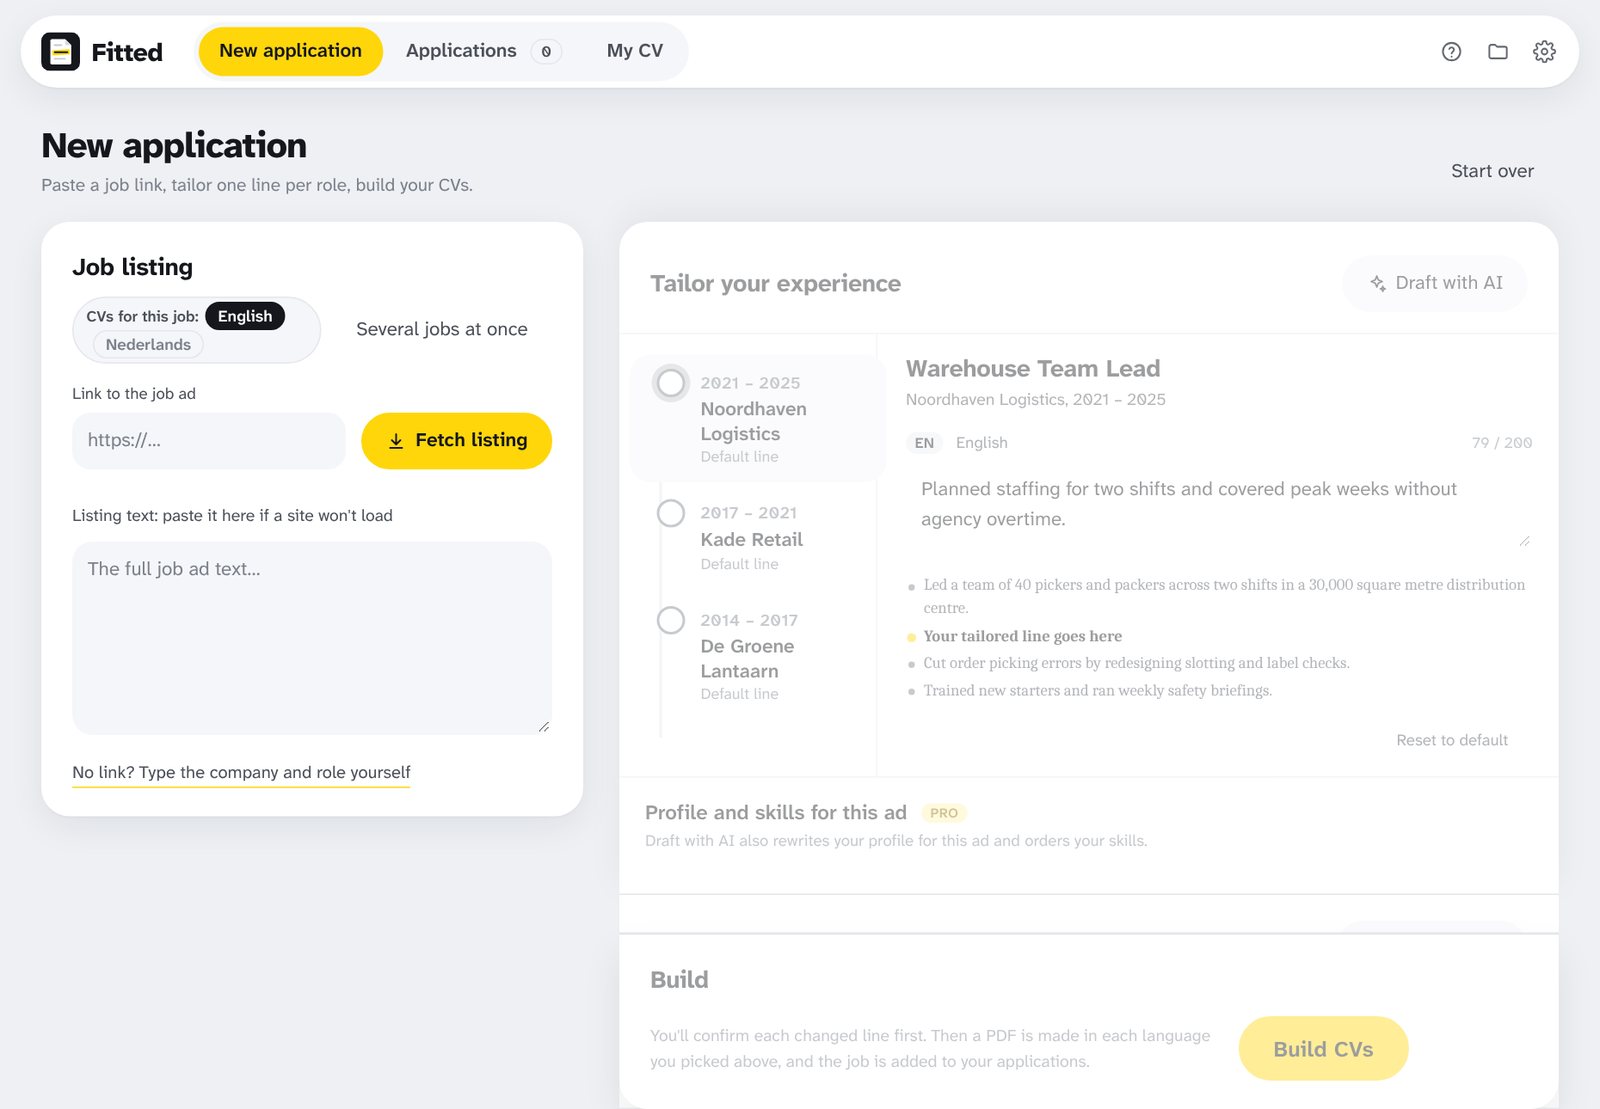 Fitted
New application
Applications 0
My CV
New application
Paste a job link, tailor one line per role, build your CVs.
Start over
Job listing
CVs for this job: English
Nederlands
Several jobs at once
Link to the job ad
https://...
Fetch listing
Listing text: paste it here if a site won't load
The full job ad text...
No link? Type the company and role yourself
Tailor your experience
Draft with AI
2021 – 2025
Noordhaven
Logistics
Default line
2017 – 2021
Kade Retail
Default line
2014 – 2017
De Groene
Lantaarn
Default line
Warehouse Team Lead
Noordhaven Logistics, 2021 – 2025
EN English
79 / 200
Planned staffing for two shifts and covered peak weeks without
agency overtime.
Led a team of 40 pickers and packers across two shifts in a 30,000 square metre distribution
centre.
Your tailored line goes here
Cut order picking errors by redesigning slotting and label checks.
Trained new starters and ran weekly safety briefings.
Reset to default
Profile and skills for this ad PRO
Draft with AI also rewrites your profile for this ad and orders your skills.
Build
You'll confirm each changed line first. Then a PDF is made in each language
you picked above, and the job is added to your applications.
Build CVs